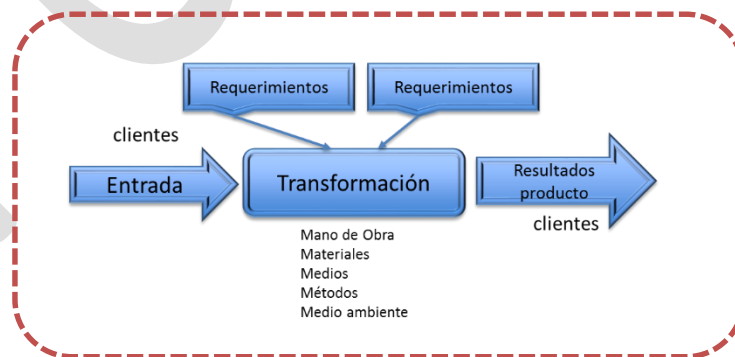 Requerimientos
Requerimientos
clientes
Entrada
Transformación
Resultados
producto
clientes
Mano de Obra
Materiales
Medios
Métodos
Medio ambiente